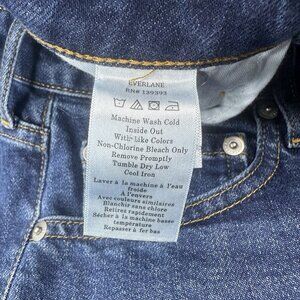 EVERLANE
RN# 139393
Machine Wash Cold
Inside Out
With Like Colors
Non-Chlorine Bleach Only
Remove Promptly
Tumble Dry Low
Cool Iron
Laver à la machine à l'eau
froide
À l'envers
Avec couleurs similaires
Blanchir sans chlore
Retirez rapidement
Sécher à la machine basse
température
Repasser à fer bas